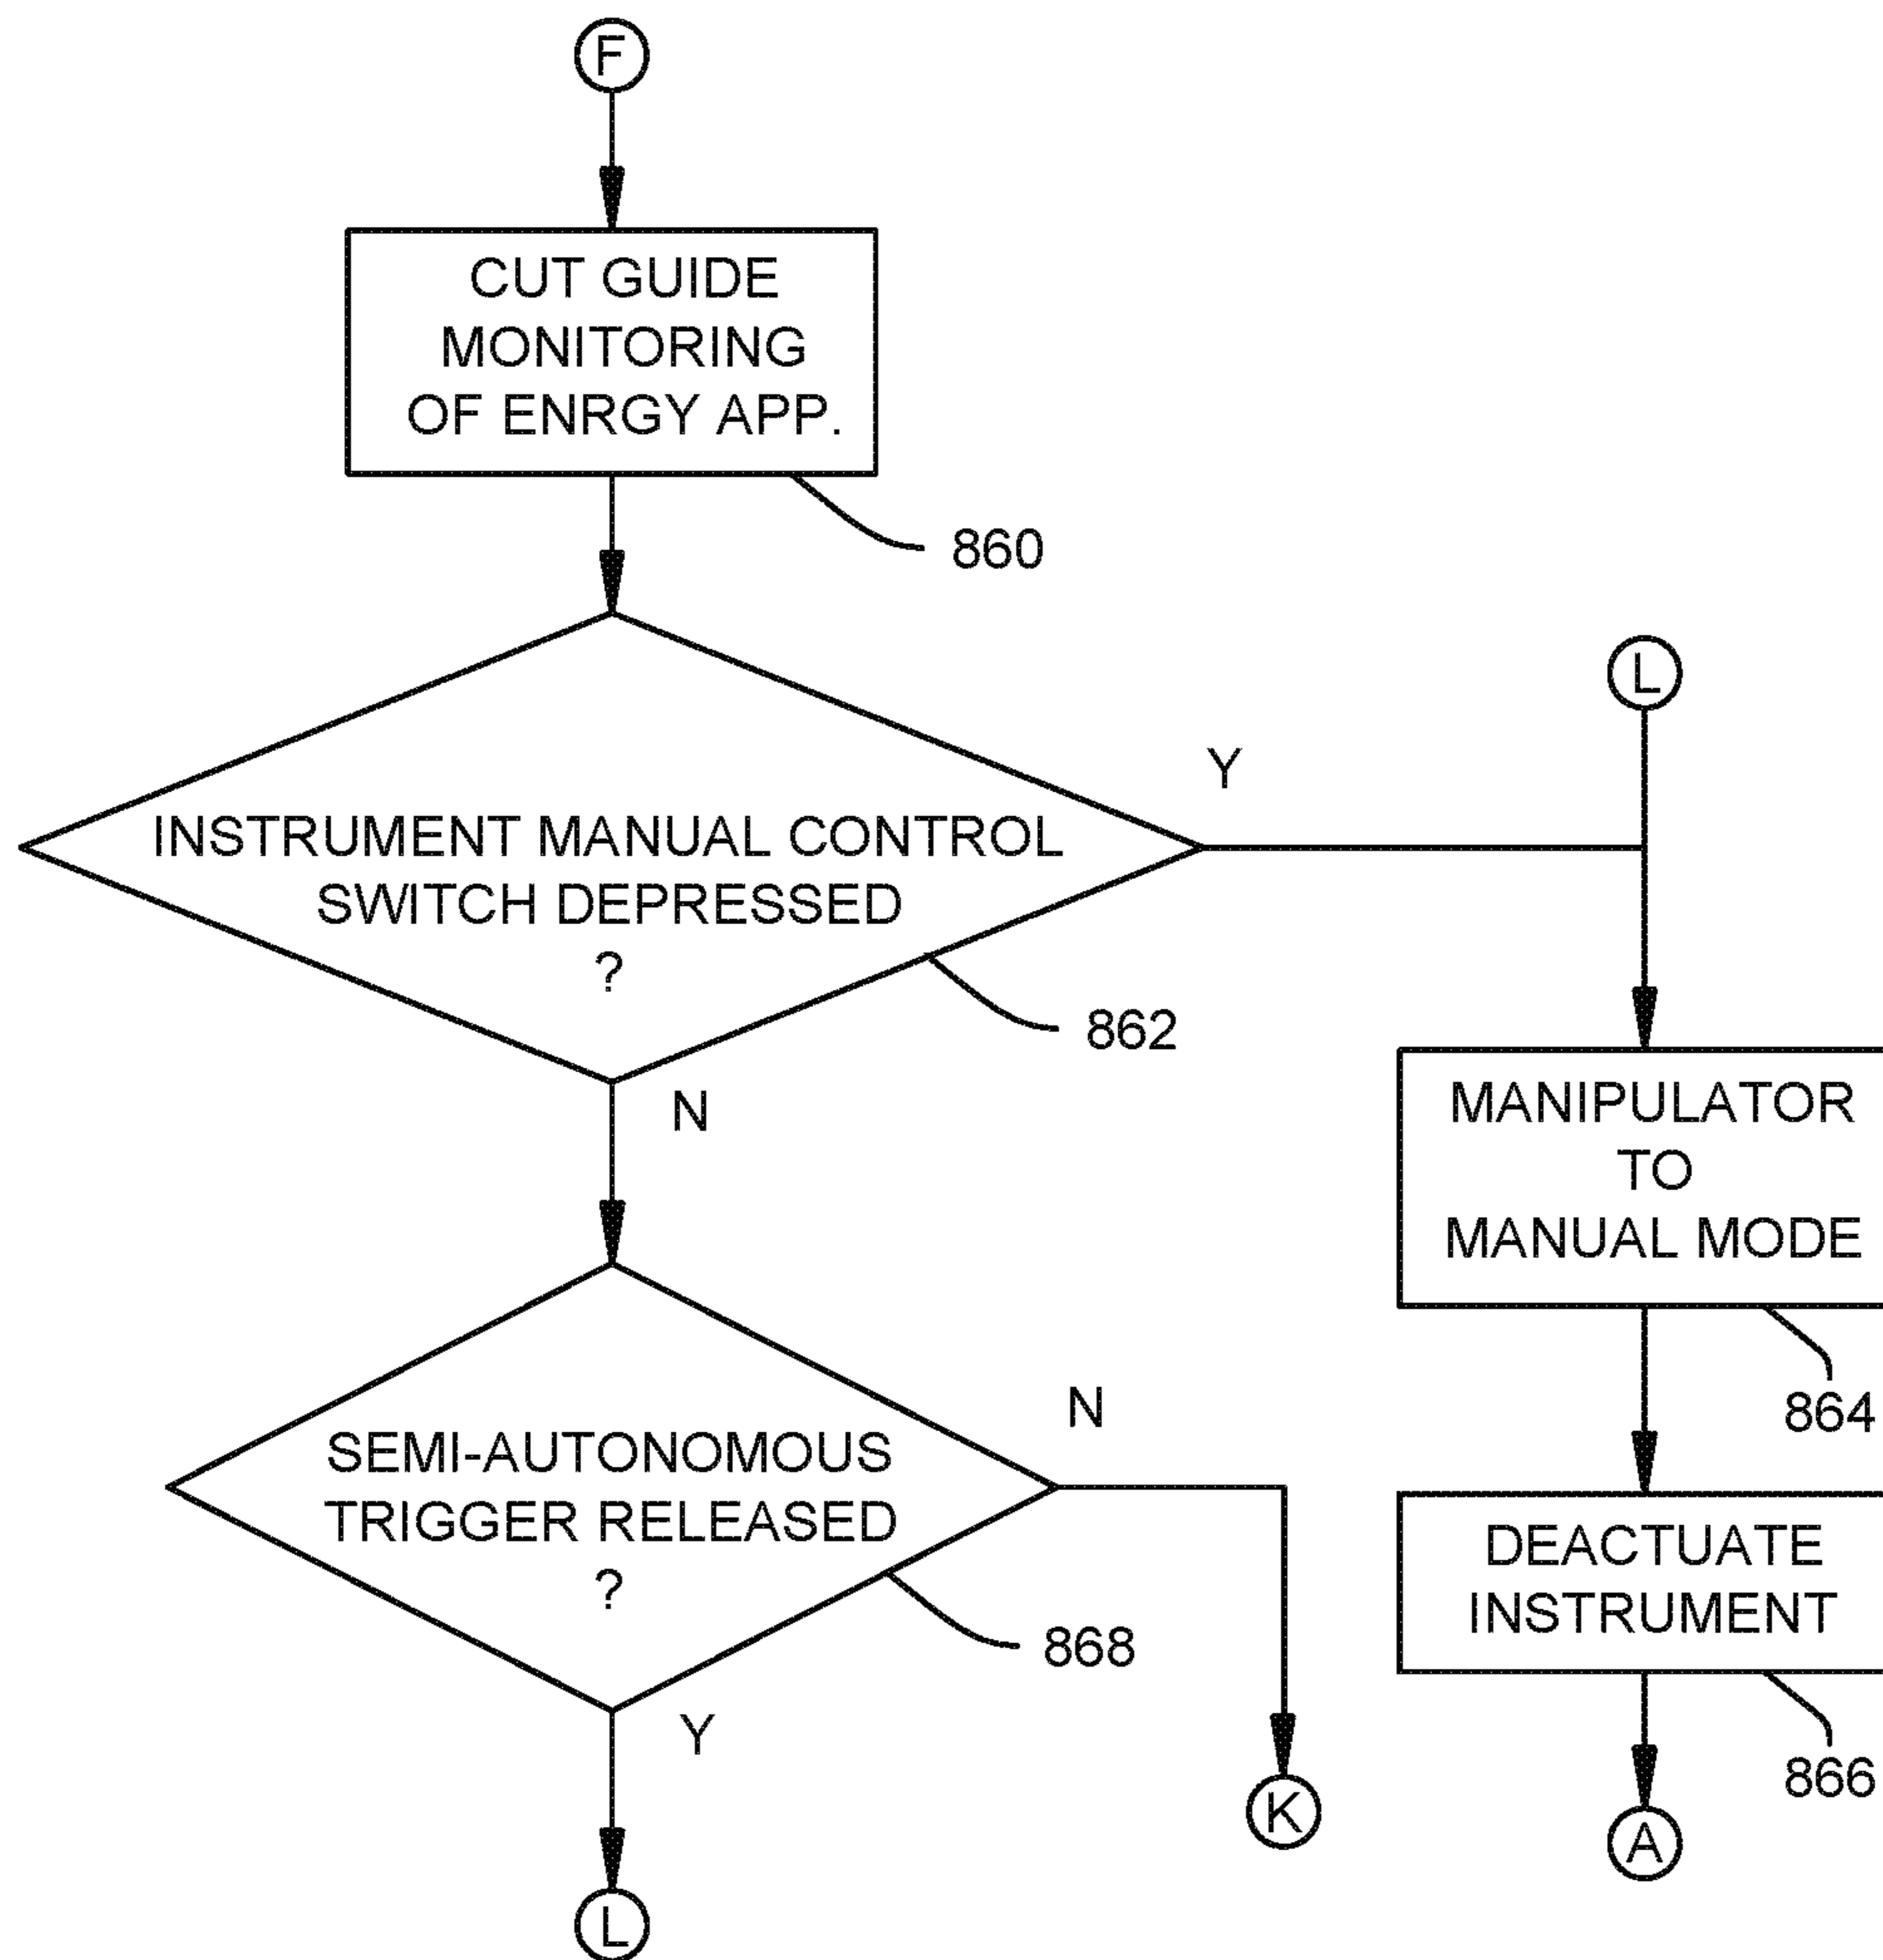 F
CUT GUIDE
MONITORING
OF ENRGY APP.
860
INSTRUMENT MANUAL CONTROL
SWITCH DEPRESSED
?
862
Y
N
L
MANIPULATOR
TO
MANUAL MODE
864
DEACTUATE
INSTRUMENT
866
A
SEMI-AUTONOMOUS
TRIGGER RELEASED
?
868
N
K
Y
L